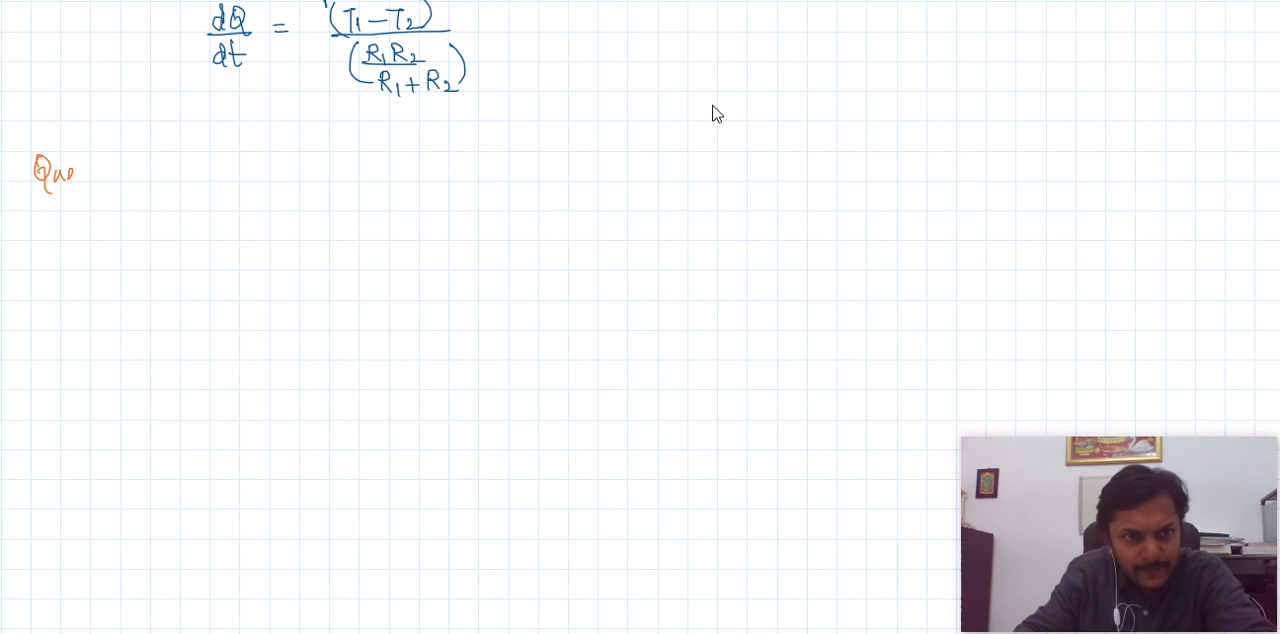 dQ/dt = (T₁ - T₂) / (R₁R₂ / R₁ + R₂)
Que